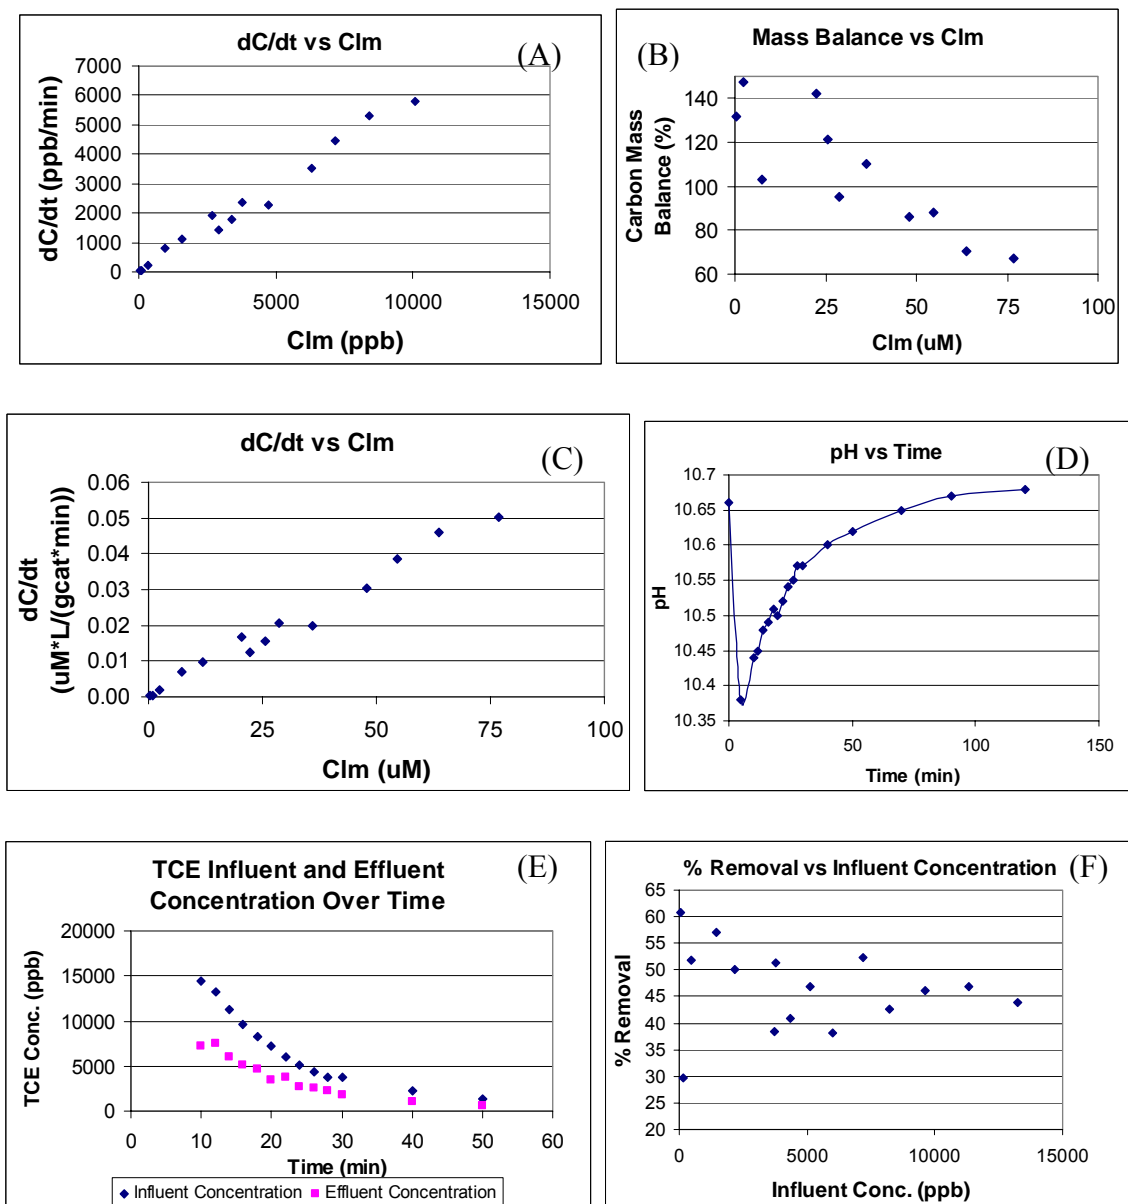 dC/dt vs Clm
(A)
dC/dt (ppb/min)
7000
6000
5000
4000
3000
2000
1000
0
0 5000 10000 15000
Clm (ppb)
Mass Balance vs Clm
(B)
Carbon Mass
Balance (%)
140
120
100
80
60
0 25 50 75 100
Clm (uM)
dC/dt vs Clm
(C)
dC/dt
(uM*L/(gcat*min))
0.06
0.05
0.04
0.03
0.02
0.01
0.00
0 25 50 75 100
Clm (uM)
pH vs Time
(D)
pH
10.7
10.65
10.6
10.55
10.5
10.45
10.4
10.35
0 50 100 150
Time (min)
TCE Influent and Effluent
Concentration Over Time
(E)
TCE Conc. (ppb)
20000
15000
10000
5000
0
0 10 20 30 40 50 60
Time (min)
Influent Concentration Effluent Concentration
% Removal vs Influent Concentration
(F)
% Removal
65
60
55
50
45
40
35
30
25
20
0 5000 10000 15000
Influent Conc. (ppb)